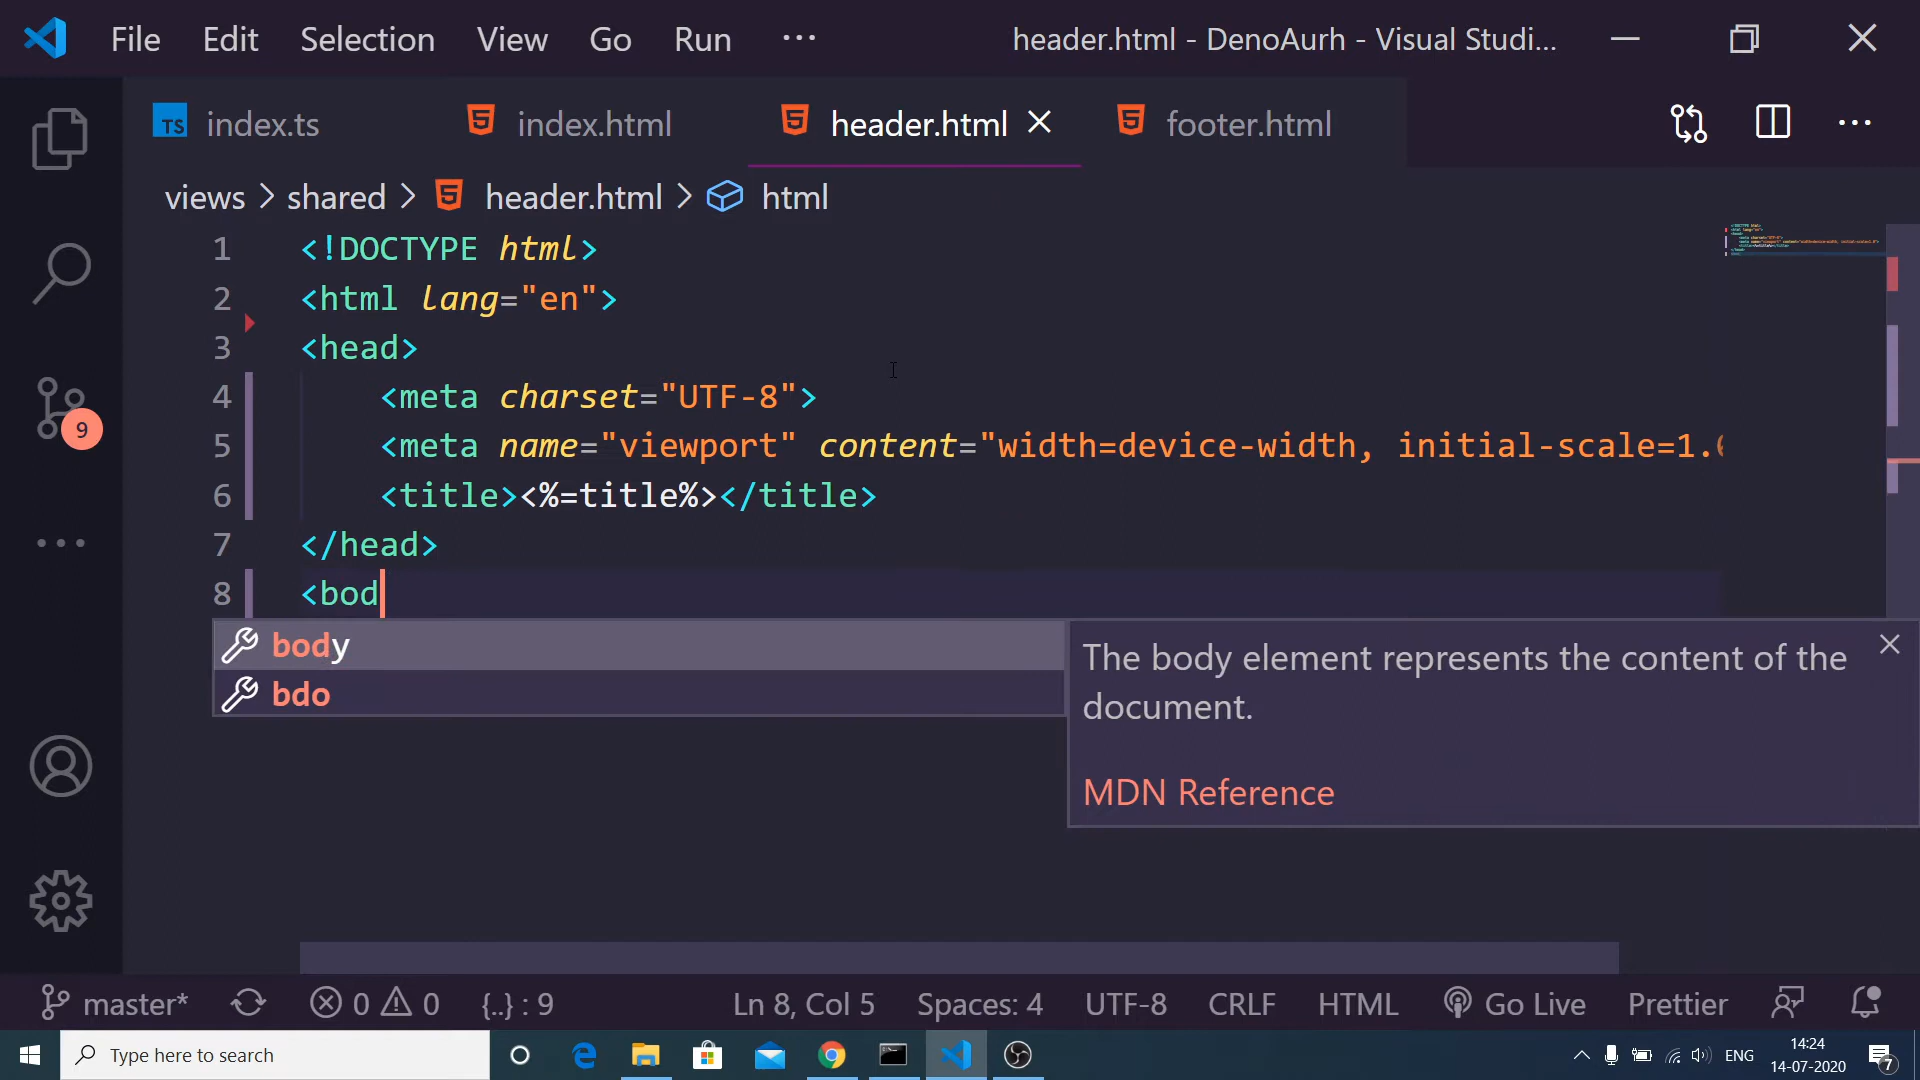 File Edit Selection View Go Run ... header.html - DenoAurh - Visual Studi...
index.ts index.html header.html footer.html
views > shared > header.html > html
1 <!DOCTYPE html>
2 <html lang="en">
3 <head>
4 <meta charset="UTF-8">
5 <meta name="viewport" content="width=device-width, initial-scale=1.0
6 <title><%=title%></title>
7 </head>
8 <bod
body
bdo
The body element represents the content of the
document.
MDN Reference
9
master* 0 0 {..} : 9 Ln 8, Col 5 Spaces: 4 UTF-8 CRLF HTML Go Live Prettier
Type here to search ENG 14:24
14-07-2020 7